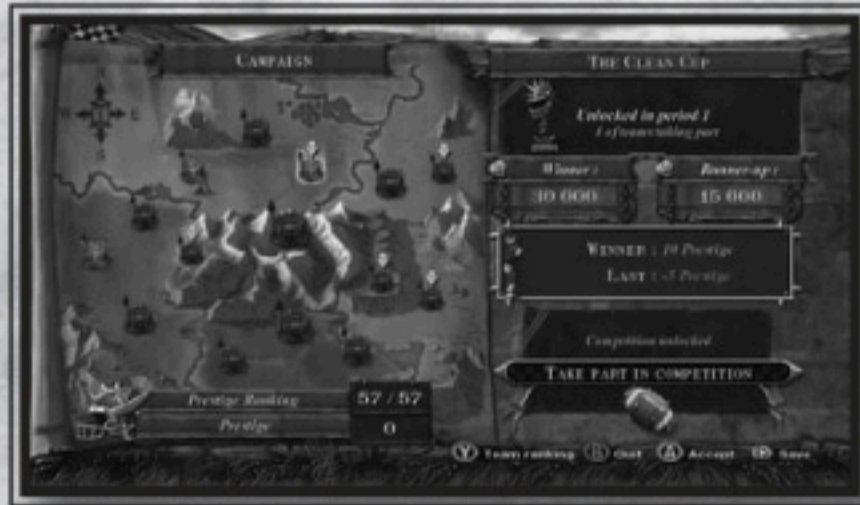 CAMPAIGN
THE CLEAN CUP
Unlocked in period 1
Winner :
Runner-up :
30 000
15 000
WINNER : 10 Prestige
LAST : -5 Prestige
Competition unlocked
TAKE PART IN COMPETITION
Prestige Ranking
57 / 57
Prestige
0
Y Team ranking B Quit A Accept Save